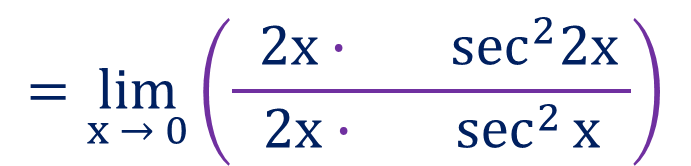 = lim x → 0 ( 2x · sec² 2x
2x · sec² x )